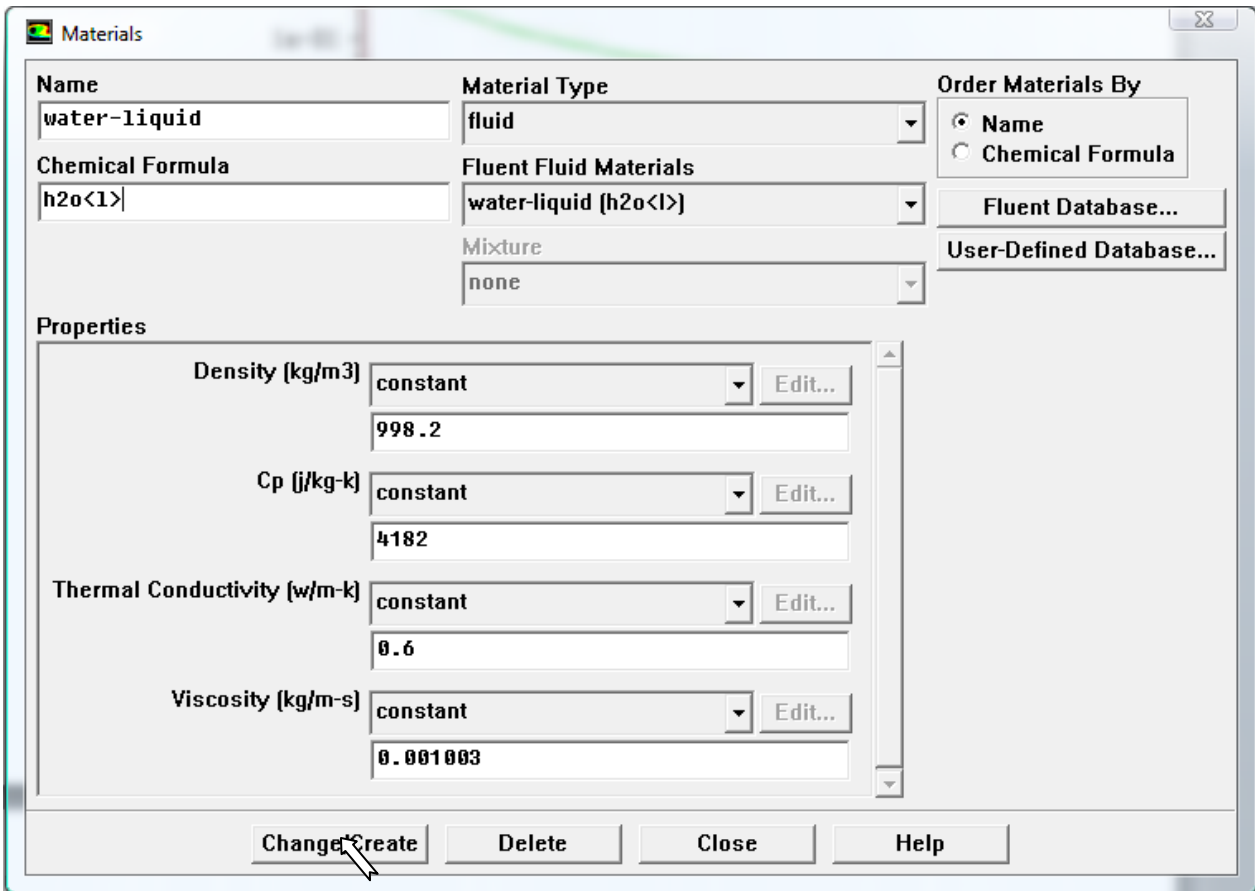 Materials
1e-01
Name
water-liquid
Chemical Formula
h2o<l>
Material Type
fluid
Fluent Fluid Materials
water-liquid (h2o<l>)
Mixture
none
Order Materials By
Name
Chemical Formula
Fluent Database...
User-Defined Database...
Properties
Density (kg/m3) constant Edit...
998.2
Cp (j/kg-k) constant Edit...
4182
Thermal Conductivity (w/m-k) constant Edit...
0.6
Viscosity (kg/m-s) constant Edit...
0.001003
Change/Create Delete Close Help